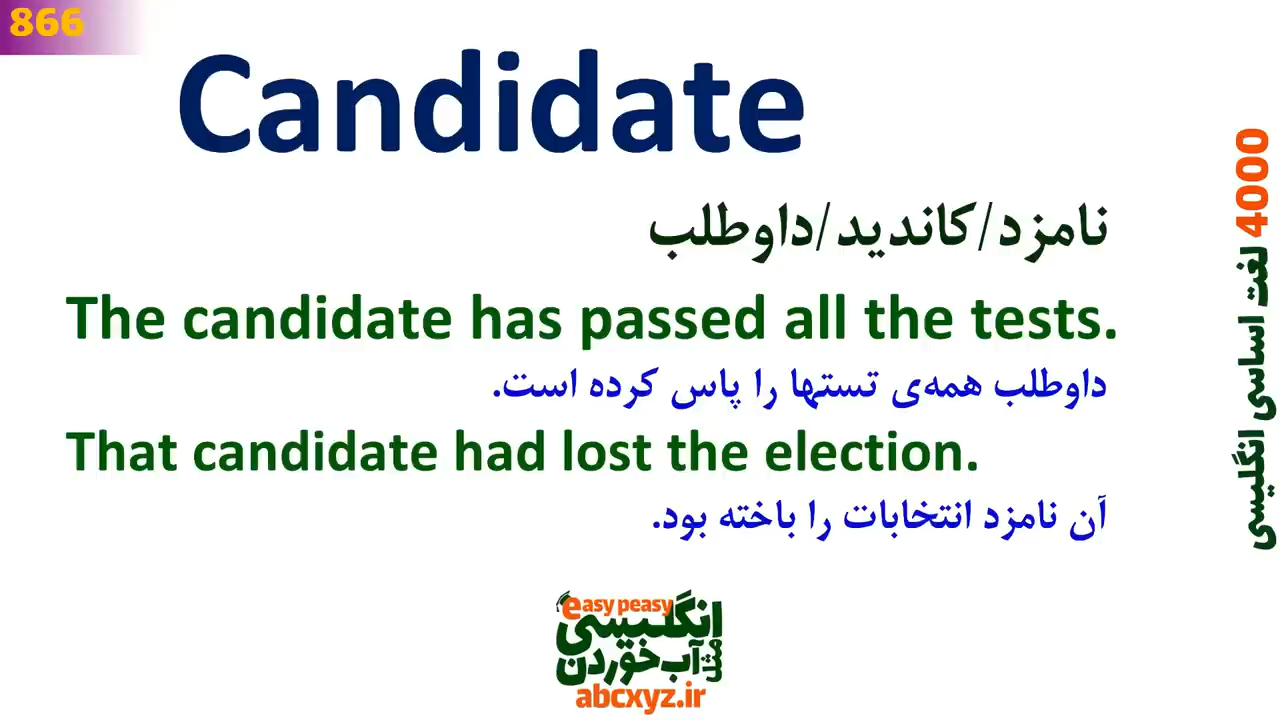 866
Candidate
نامزد/کاندید/داوطلب
The candidate has passed all the tests.
داوطلب همه‌ی تستها را پاس کرده است.
That candidate had lost the election.
آن نامزد انتخابات را باخته بود.
4000 لغت اساسی انگلیسی
easy peasy
انگلیسی
مثل آب خوردن
abcxyz.ir